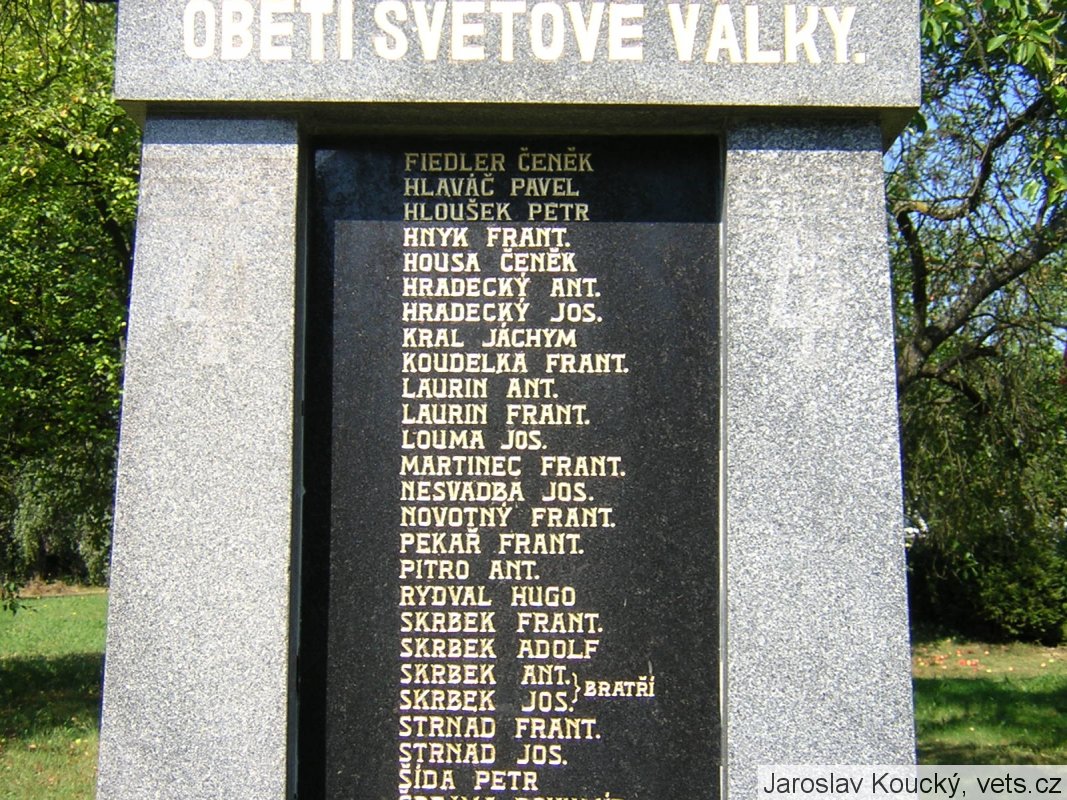 OBĚTI SVĚTOVÉ VÁLKY.
FIEDLER ČENĚK
HLAVÁČ PAVEL
HLOUŠEK PETR
HNYK FRANT.
HOUSA ČENĚK
HRADECKÝ ANT.
HRADECKÝ JOS.
KRAL JÁCHYM
KOUDELKA FRANT.
LAURIN ANT.
LAURIN FRANT.
LOUMA JOS.
MARTINEC FRANT.
NESVADBA JOS.
NOVOTNÝ FRANT.
PEKAŘ FRANT.
PITRO ANT.
RYDVAL HUGO
SKRBEK FRANT.
SKRBEK ADOLF
SKRBEK ANT.
SKRBEK JOS. } BRATŘÍ
STRNAD FRANT.
STRNAD JOS.
ŠÍDA PETR
Jaroslav Koucký, vets.cz